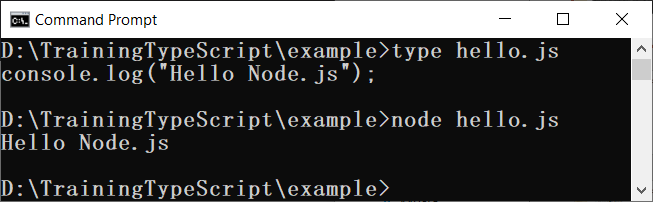 Command Prompt
D:\TrainingTypeScript\example>type hello.js
console.log("Hello Node.js");
D:\TrainingTypeScript\example>node hello.js
Hello Node.js
D:\TrainingTypeScript\example>